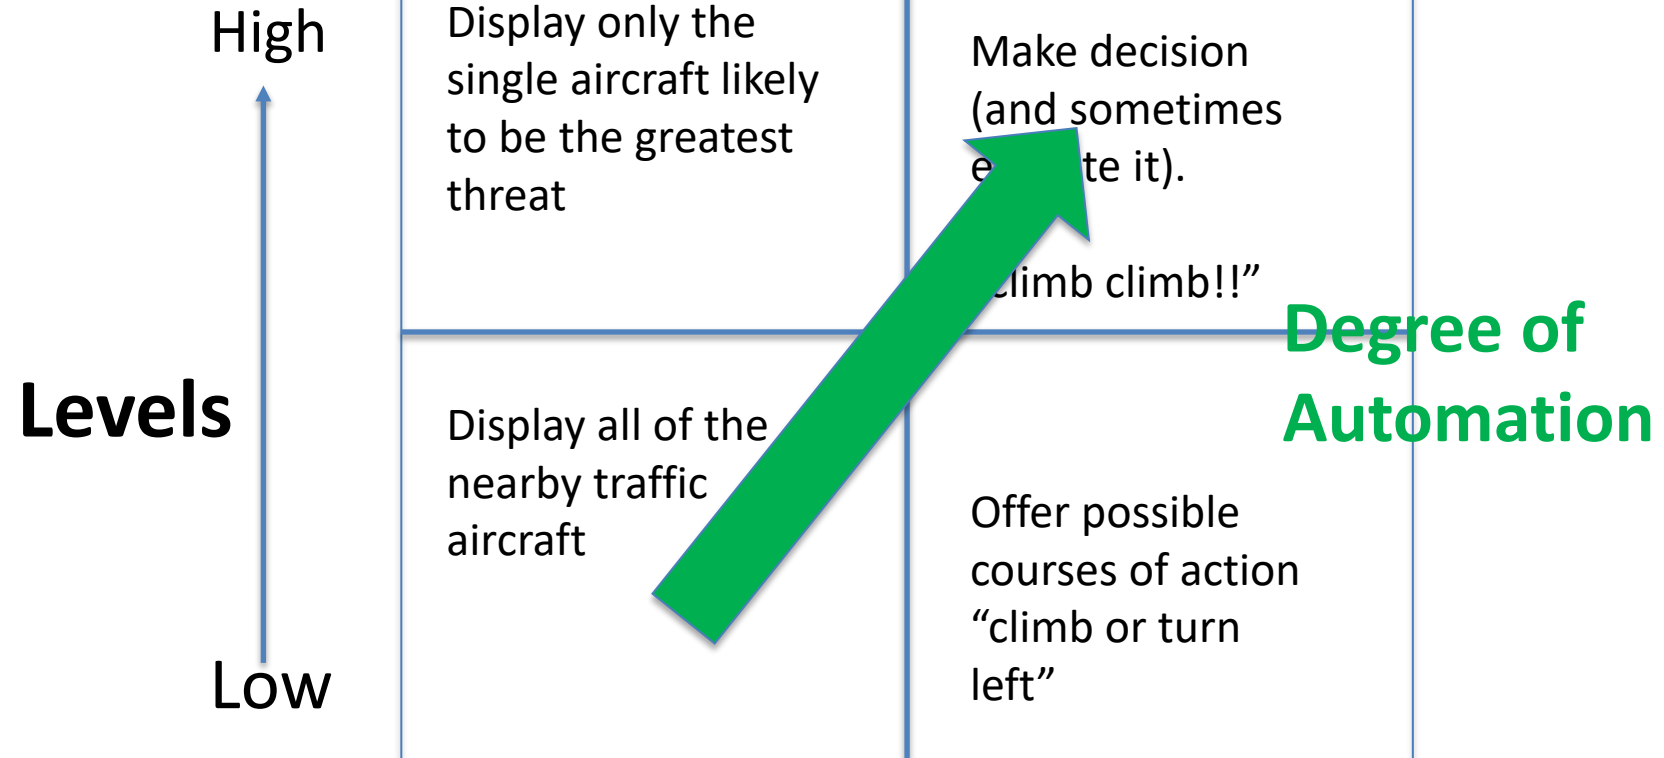 High
Display only the
single aircraft likely
to be the greatest
threat
Make decision
(and sometimes
it).
climb!!”
Levels
Degree of
Automation
Display all of the
nearby traffic
aircraft
Offer possible
courses of action
“climb or turn
left”
Low